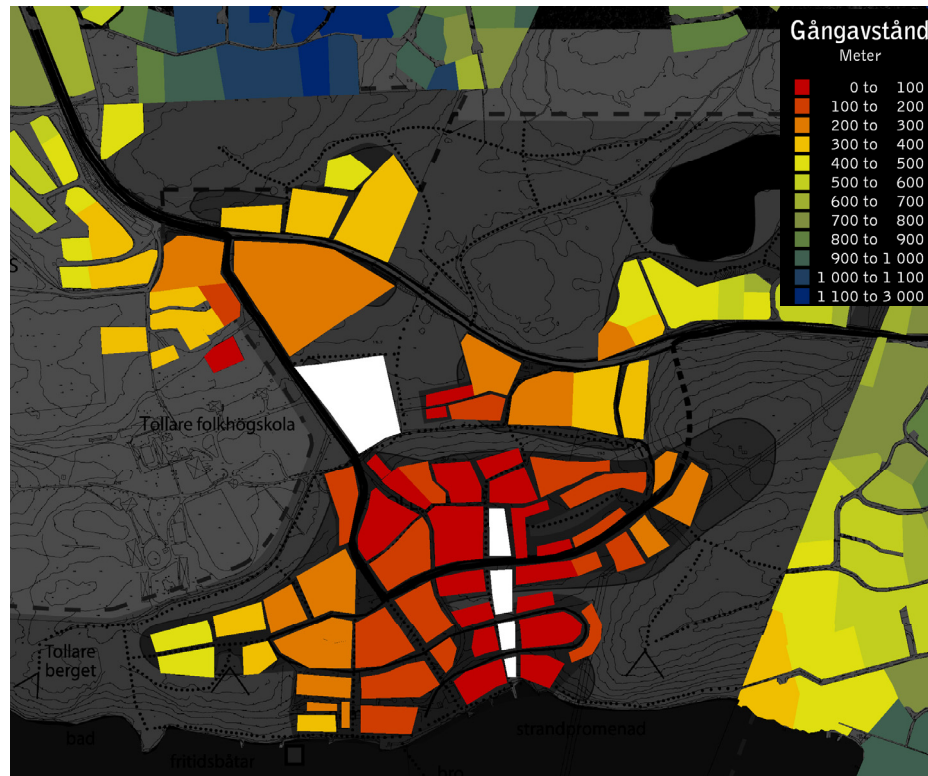 Gångavstånd
Meter
0 to 100
100 to 200
200 to 300
300 to 400
400 to 500
500 to 600
600 to 700
700 to 800
800 to 900
900 to 1 000
1 000 to 1 100
1 100 to 3 000
s
Tollare folkhögskola
Tollare
berget
bad
fritidsbåtar
strandpromenad
bro